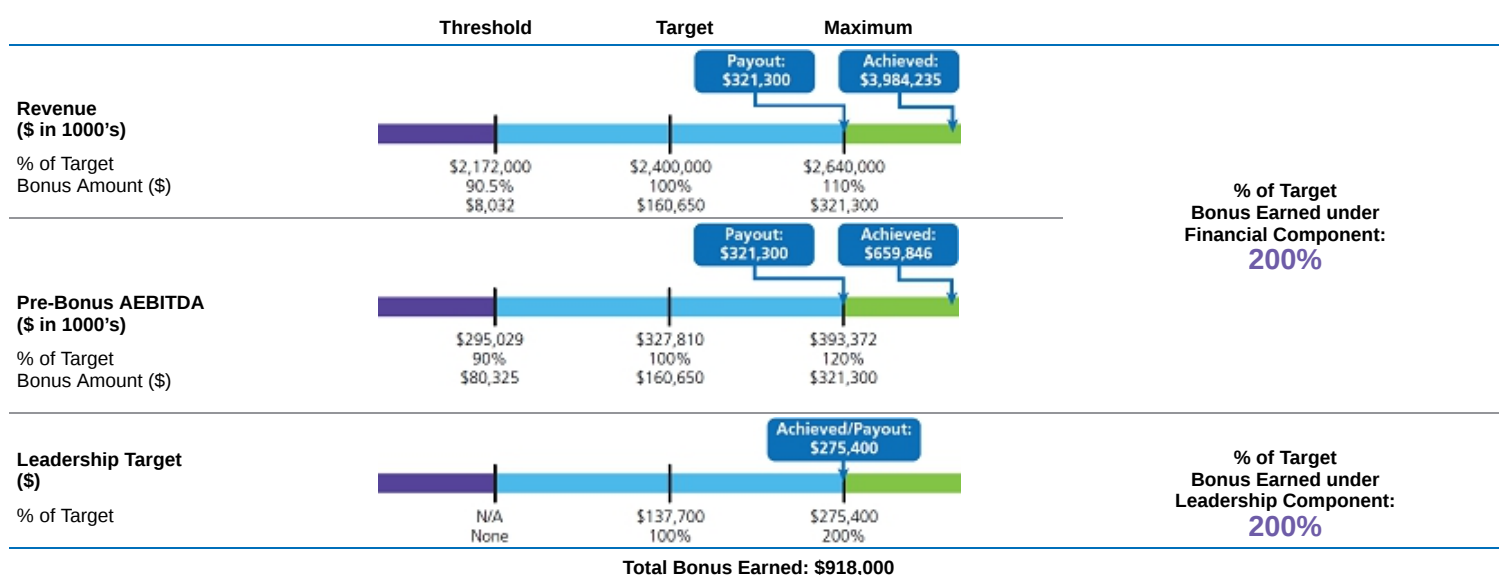 Threshold Target Maximum
Payout: Achieved:
$321,300 $3,984,235
Revenue
($ in 1000’s)
% of Target $2,172,000 $2,400,000 $2,640,000
Bonus Amount ($) 90.5% 100% 110%
$8,032 $160,650 $321,300
% of Target
Bonus Earned under
Financial Component:
200%
Payout: Achieved:
$321,300 $659,846
Pre-Bonus AEBITDA
($ in 1000’s)
% of Target $295,029 $327,810 $393,372
Bonus Amount ($) 90% 100% 120%
$80,325 $160,650 $321,300
Achieved/Payout:
$275,400
Leadership Target
($)
% of Target N/A $137,700 $275,400
None 100% 200%
% of Target
Bonus Earned under
Leadership Component:
200%
Total Bonus Earned: $918,000